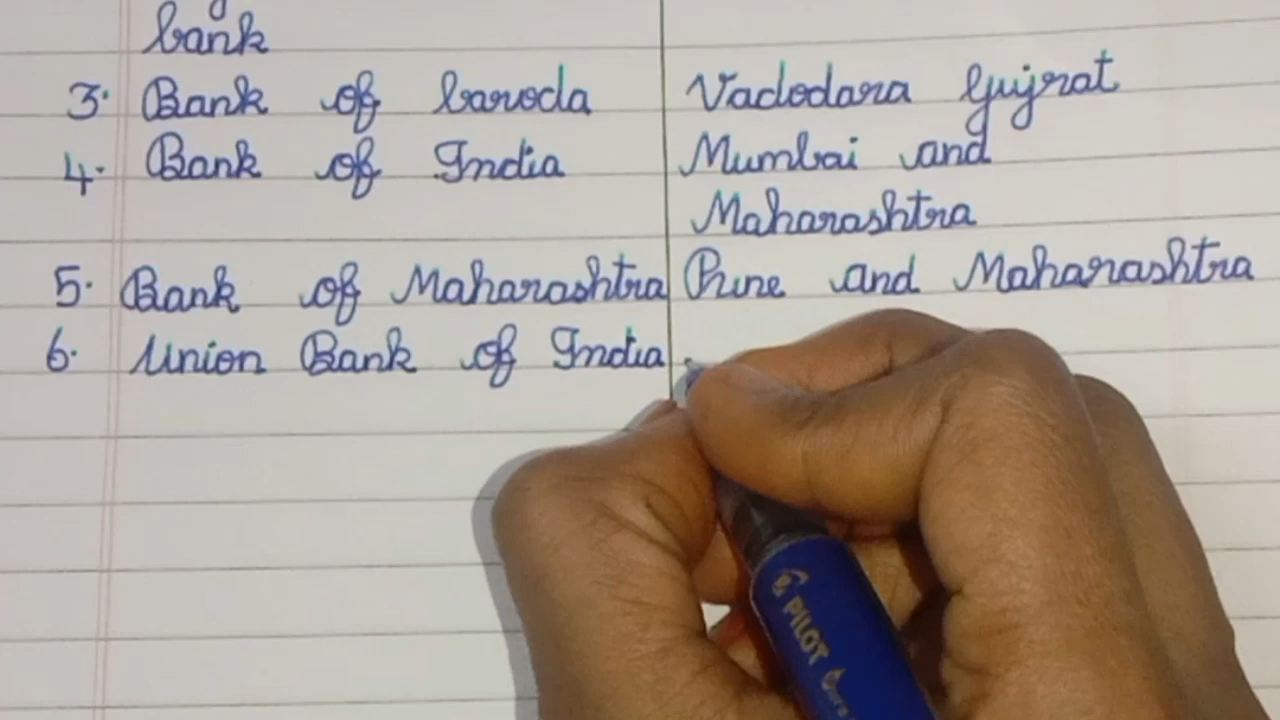 bank
3. Bank of baroda Vadodara Gujrat
4. Bank of India Mumbai and
Maharashtra
5. Bank of Maharashtra Pune and Maharashtra
6. Union Bank of India
PILOT